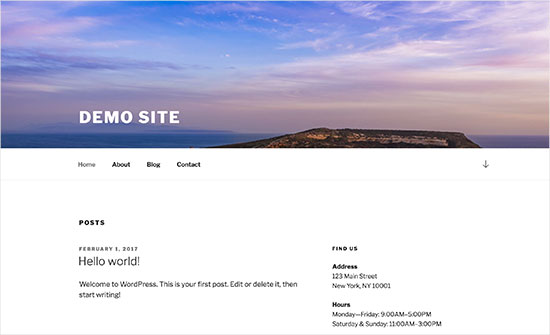 DEMO SITE
Home About Blog Contact
POSTS
FEBRUARY 1, 2017
Hello world!
Welcome to WordPress. This is your first post. Edit or delete it, then
start writing!
FIND US
Address
123 Main Street
New York, NY 10001
Hours
Monday—Friday: 9:00AM–5:00PM
Saturday & Sunday: 11:00AM–3:00PM